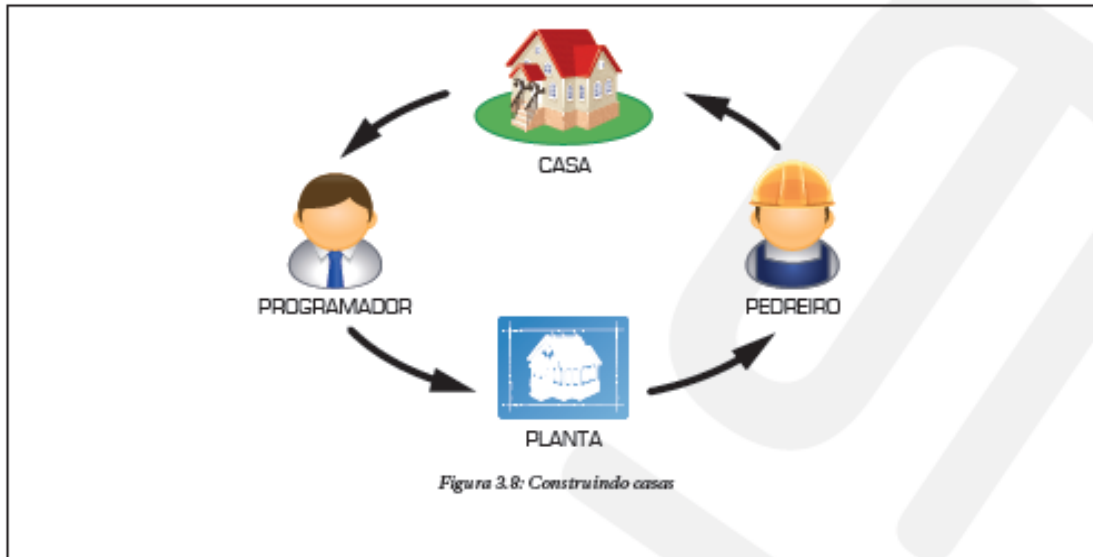 CASA
PROGRAMADOR
PEDREIRO
PLANTA
Figura 3.8: Construindo casas